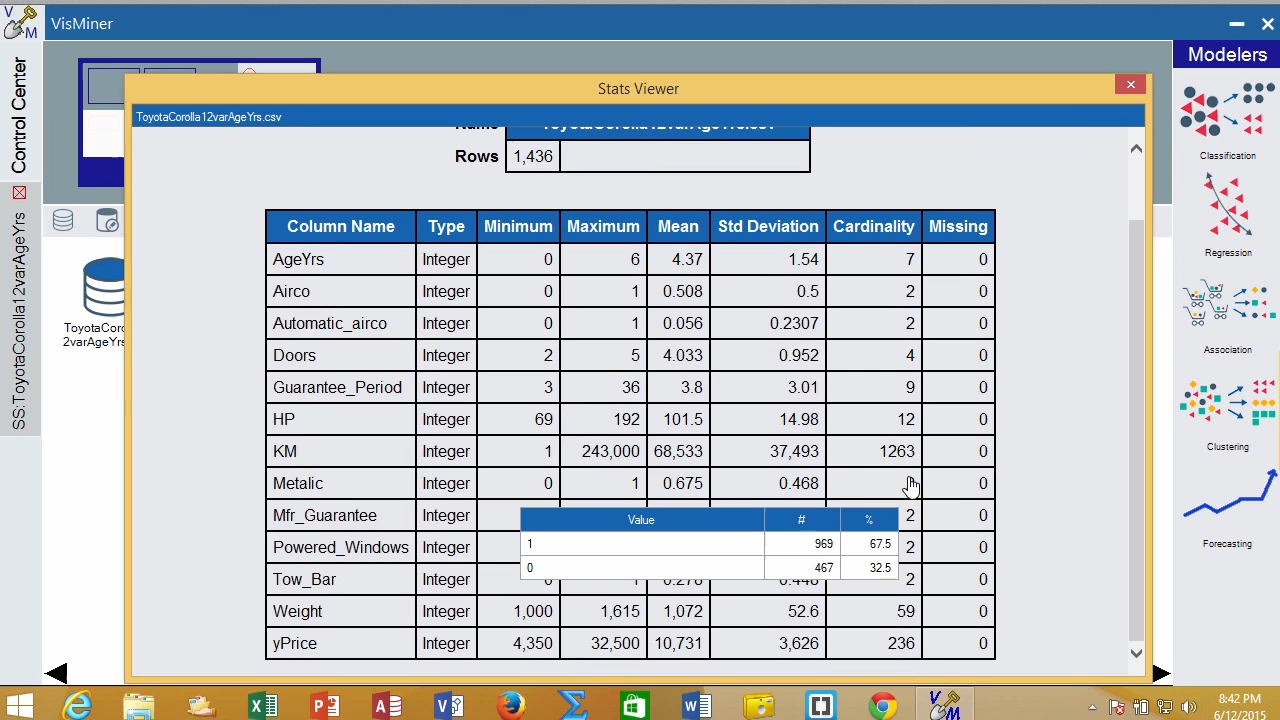 V M
VisMiner
Control Center
SS:ToyotaCorolla12varAgeYrs
Modelers
Classification
Regression
Association
Clustering
Forecasting
ToyotaCoro
2varAgeYrs
Stats Viewer
ToyotaCorolla12varAgeYrs.csv
Name ToyotaCorolla12varAgeYrs.csv
Rows 1,436
Column Name Type Minimum Maximum Mean Std Deviation Cardinality Missing
AgeYrs Integer 0 6 4.37 1.54 7 0
Airco Integer 0 1 0.508 0.5 2 0
Automatic_airco Integer 0 1 0.056 0.2307 2 0
Doors Integer 2 5 4.033 0.952 4 0
Guarantee_Period Integer 3 36 3.8 3.01 9 0
HP Integer 69 192 101.5 14.98 12 0
KM Integer 1 243,000 68,533 37,493 1263 0
Metalic Integer 0 1 0.675 0.468 0
Mfr_Guarantee Integer 2 0
Powered_Windows Integer 2 0
Tow_Bar Integer 2 0
Weight Integer 1,000 1,615 1,072 52.6 59 0
yPrice Integer 4,350 32,500 10,731 3,626 236 0
Value # %
1 969 67.5
0 467 32.5
8:42 PM
6/12/2015